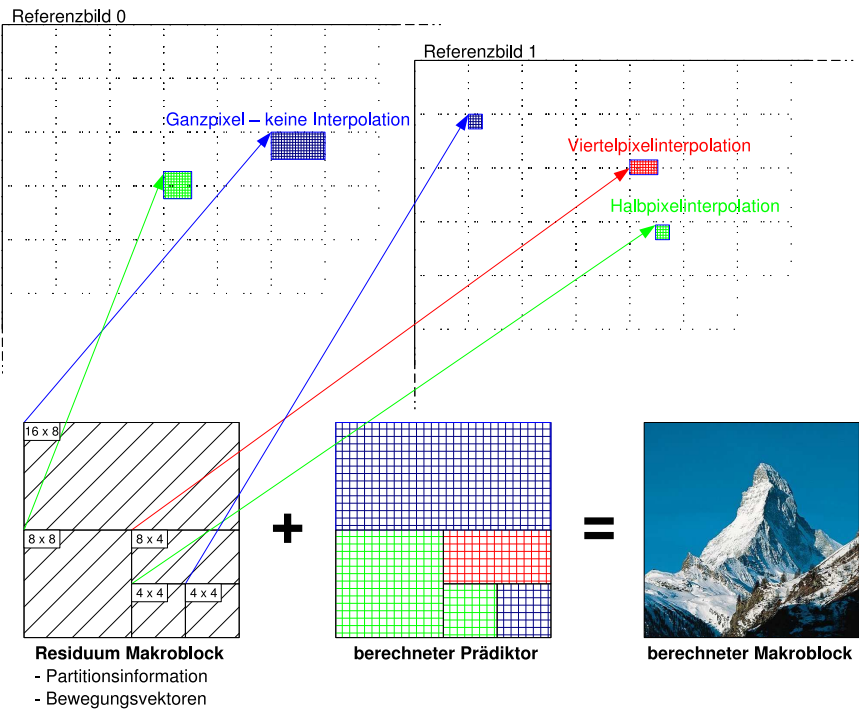 Referenzbild 0
Referenzbild 1
Ganzpixel – keine Interpolation
Viertelpixelinterpolation
Halbpixelinterpolation
16 x 8
8 x 8
8 x 4
4 x 4
4 x 4
+
=
Residuum Makroblock
- Partitionsinformation
- Bewegungsvektoren
berechneter Prädiktor
berechneter Makroblock